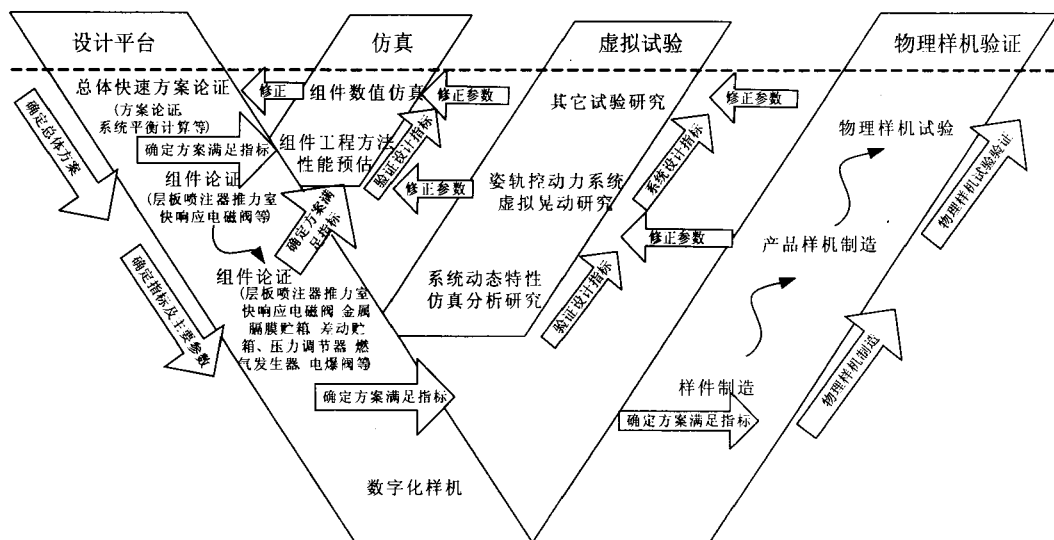 设计平台
仿真
虚拟试验
物理样机验证
总体快速方案论证
(方案论证
系统平衡计算等)
确定总体方案
修正
组件数值仿真
修正参数
其它试验研究
修正参数
物理样机试验
确定方案满足指标
组件工程方法
性能预估
验证设计指标
系统设计指标
物理样机试验验证
组件论证
(层板喷注器推力室
快响应电磁阀等)
修正参数
姿轨控动力系统
虚拟晃动研究
确定方案满
足指标
修正参数
产品样机制造
确定指标及主要参数
组件论证
(层板喷注器推力室
快响应电磁阀 金属
隔膜贮箱 差动贮
箱、压力调节器 燃
气发生器 电爆阀等)
系统动态特性
仿真分析研究
验证设计指标
物理样机制造
确定方案满足指标
样件制造
确定方案满足指标
数字化样机